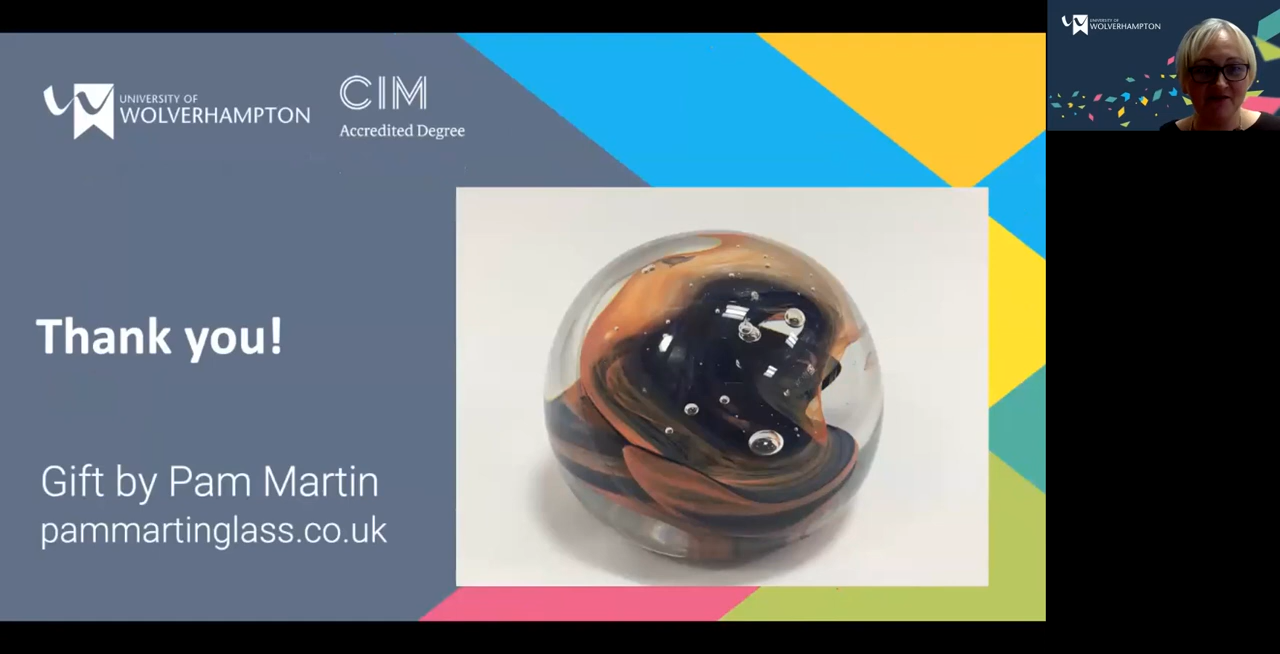 UNIVERSITY OF
WOLVERHAMPTON
CIM
Accredited Degree
Thank you!
Gift by Pam Martin
pammartinglass.co.uk
UNIVERSITY OF
WOLVERHAMPTON